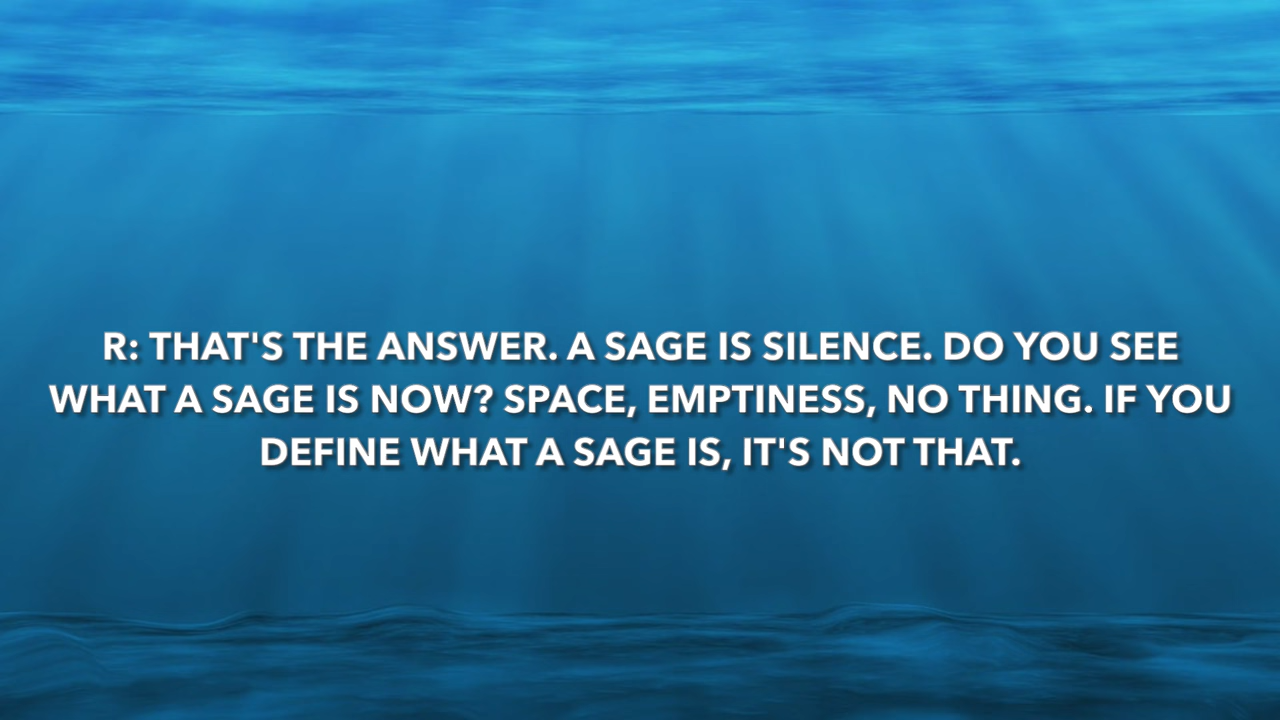 R: THAT'S THE ANSWER. A SAGE IS SILENCE. DO YOU SEE
WHAT A SAGE IS NOW? SPACE, EMPTINESS, NO THING. IF YOU
DEFINE WHAT A SAGE IS, IT'S NOT THAT.